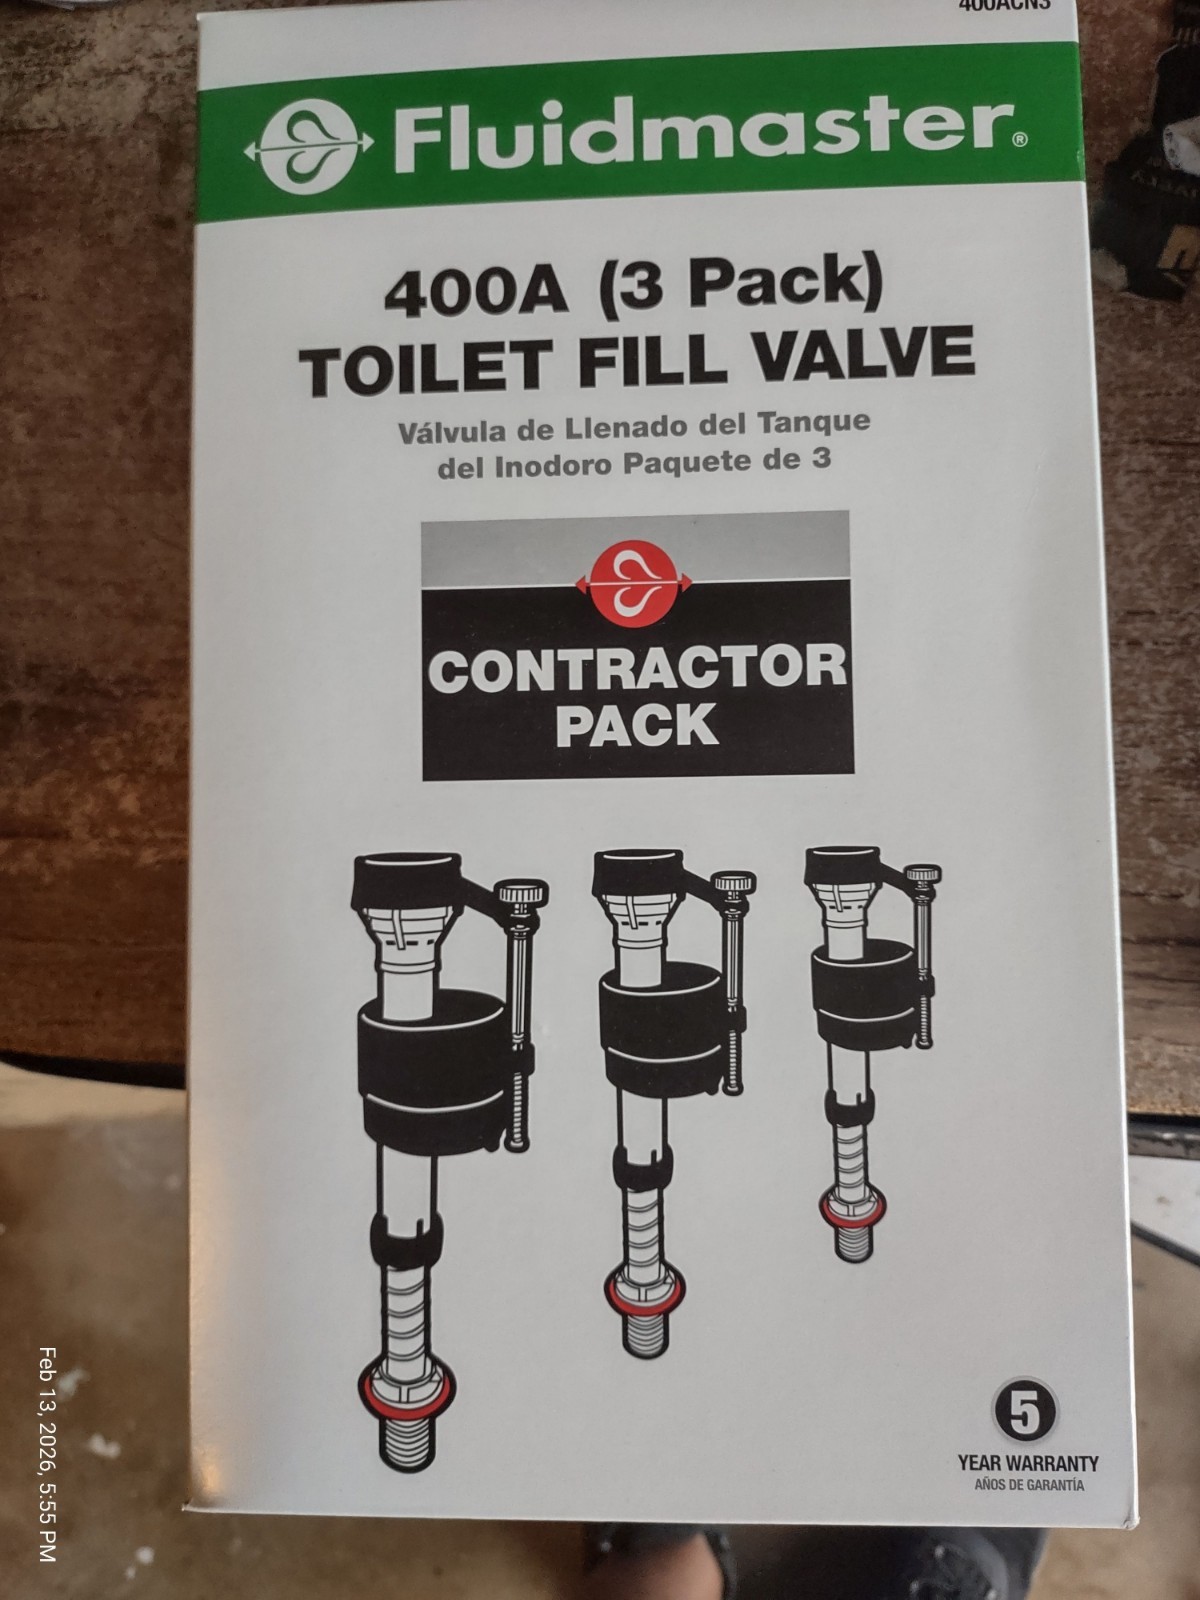 400ACN3
Fluidmaster®
400A (3 Pack)
TOILET FILL VALVE
Válvula de Llenado del Tanque
del Inodoro Paquete de 3
CONTRACTOR
PACK
5
YEAR WARRANTY
AÑOS DE GARANTÍA
Feb 13, 2026, 5:55 PM